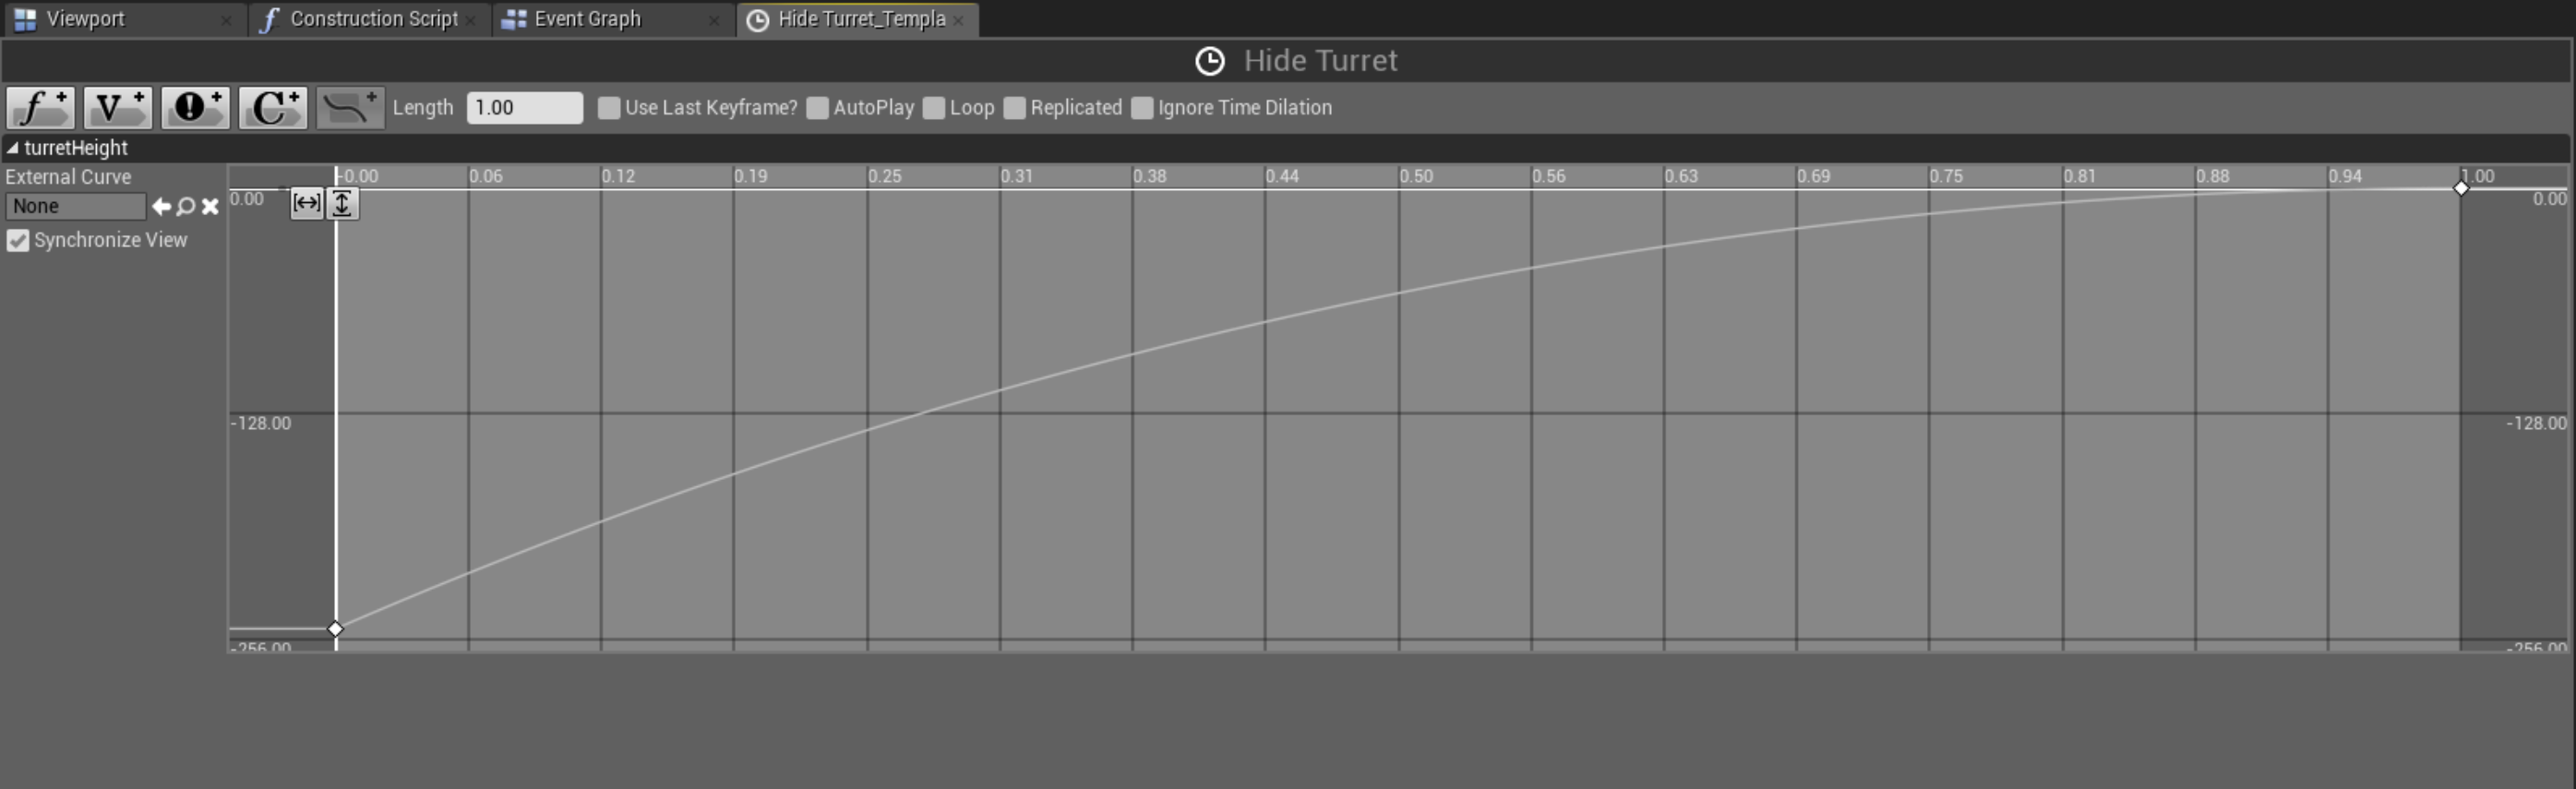 Viewport
Construction Script
Event Graph
Hide Turret_Templa
Hide Turret
Length 1.00 Use Last Keyframe? AutoPlay Loop Replicated Ignore Time Dilation
turretHeight
External Curve
None
Synchronize View
-0.00 0.06 0.12 0.19 0.25 0.31 0.38 0.44 0.50 0.56 0.63 0.69 0.75 0.81 0.88 0.94 1.00
0.00 0.00
-128.00 -128.00
-256.00 -256.00